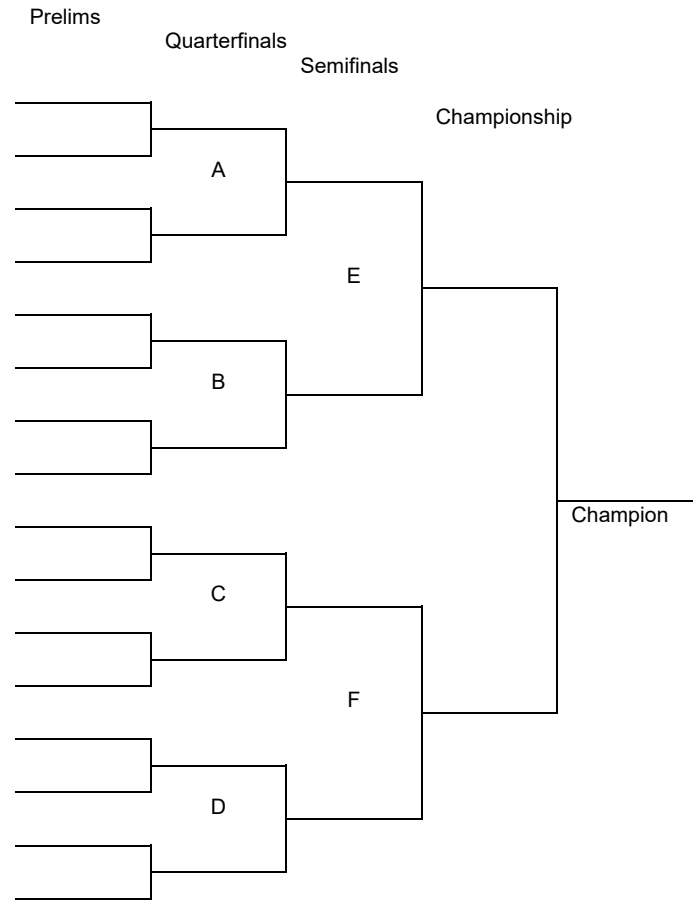 Prelims
Quarterfinals
Semifinals
Championship
A
E
B
Champion
C
F
D